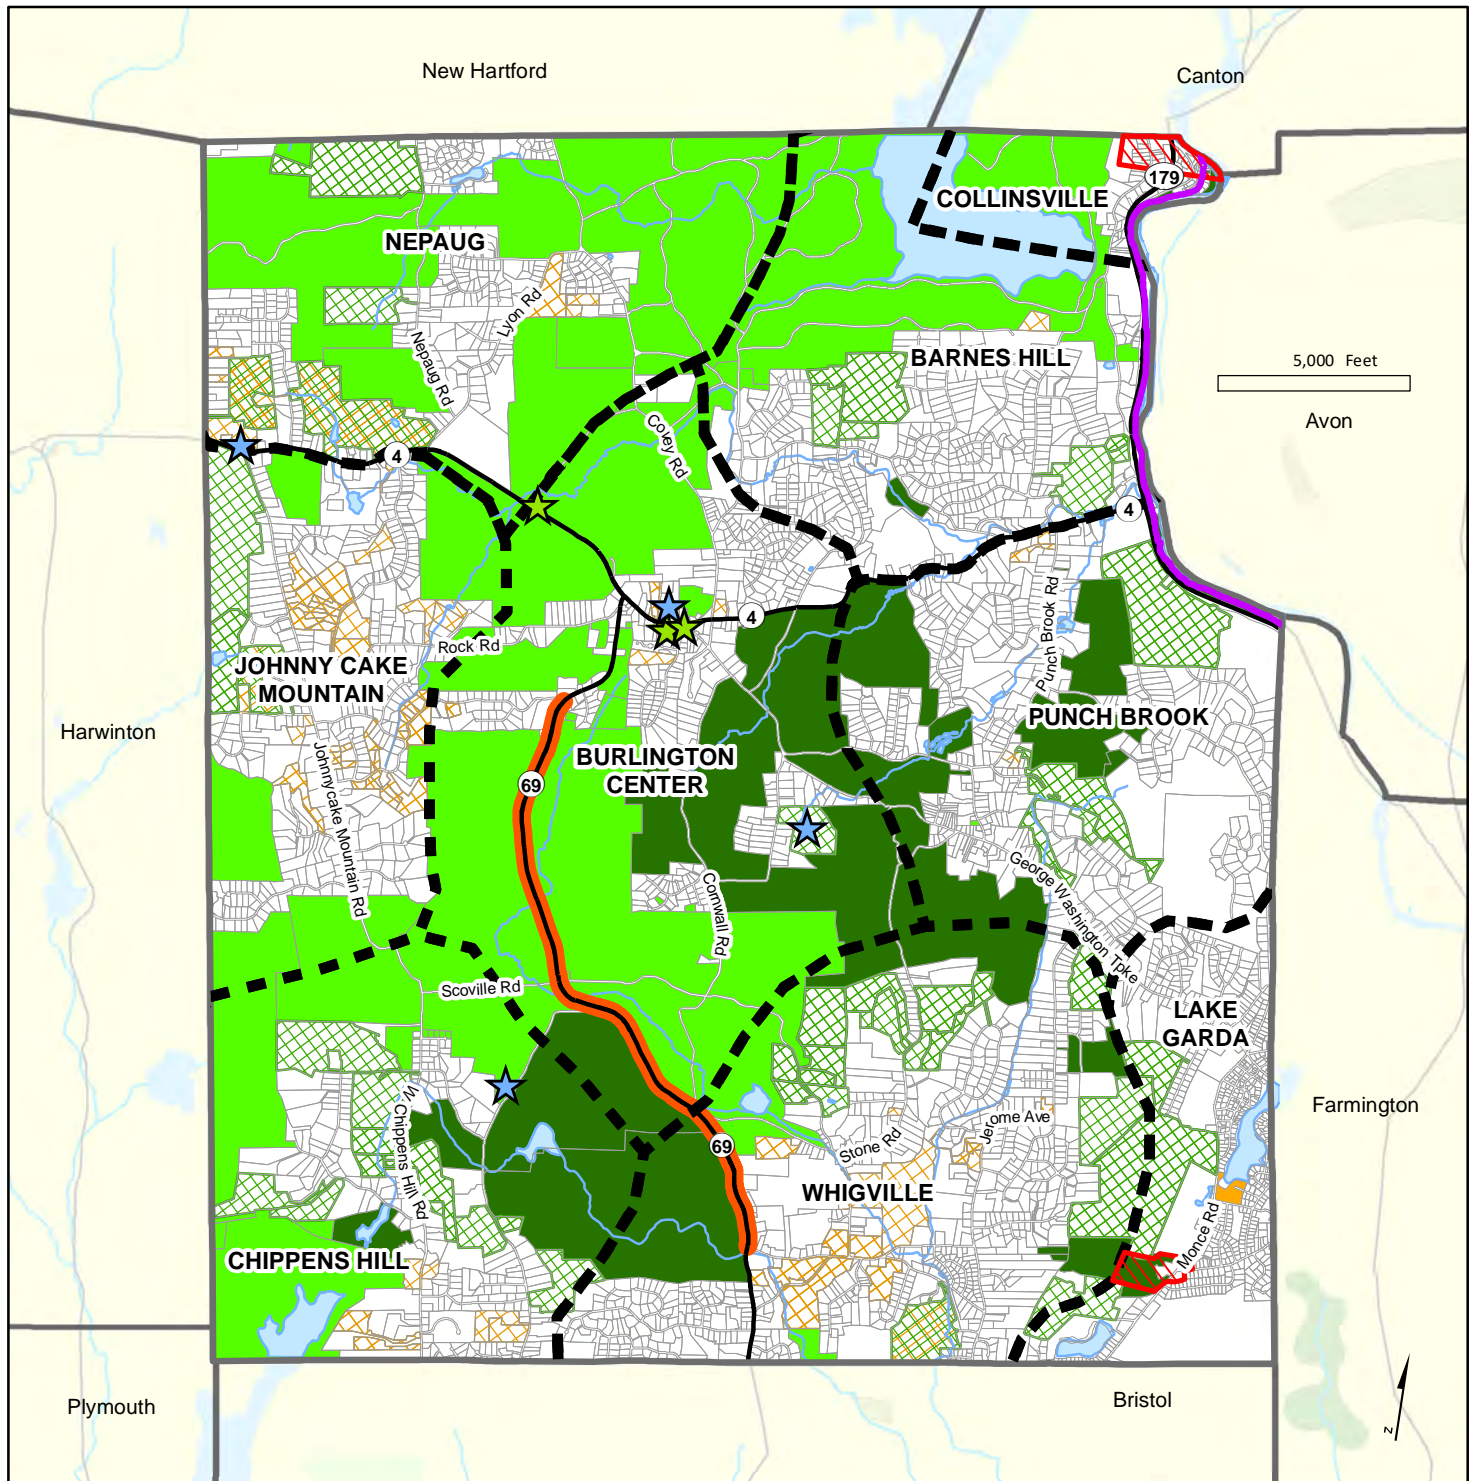 New Hartford
Canton
179
COLLINSVILLE
NEPAUG
Lyon Rd
Nepaug Rd
BARNES HILL
5,000 Feet
Avon
Covey Rd
4
4
Punch Brook Rd
4
Rock Rd
JOHNNY CAKE
MOUNTAIN
PUNCH BROOK
Harwinton
BURLINGTON
CENTER
69
Johnnycake Mountain Rd
George Washington Tpke
Cornwall Rd
Scoville Rd
LAKE
GARDA
W Chippens Hill Rd
Farmington
Jerome Ave
Stone Rd
69
WHIGVILLE
Monce Rd
CHIPPENS HILL
Plymouth
Bristol
N